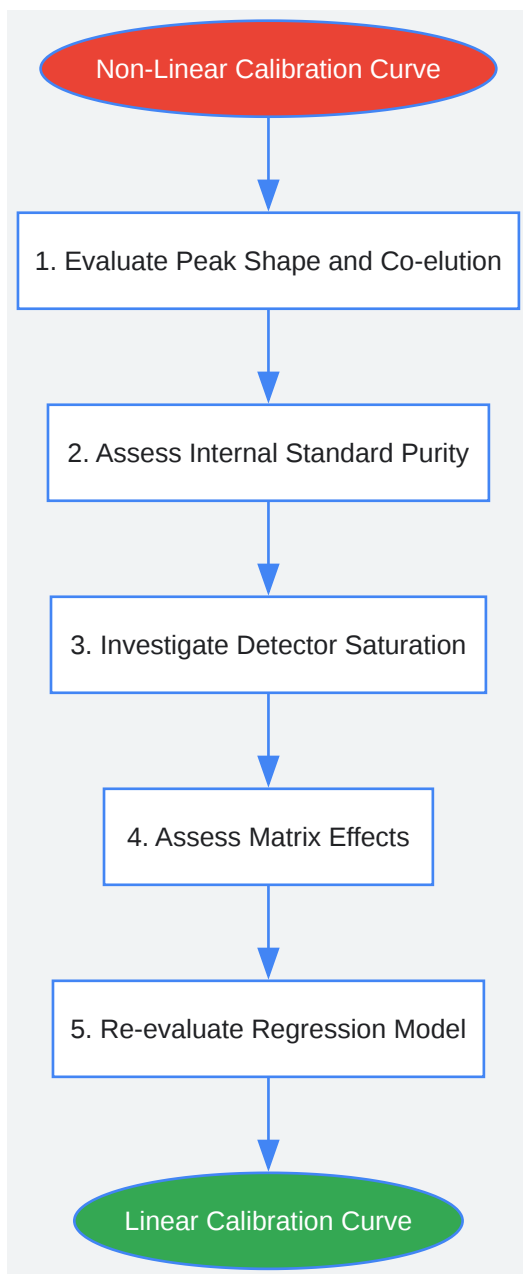 Non-Linear Calibration Curve
1. Evaluate Peak Shape and Co-elution
2. Assess Internal Standard Purity
3. Investigate Detector Saturation
4. Assess Matrix Effects
5. Re-evaluate Regression Model
Linear Calibration Curve